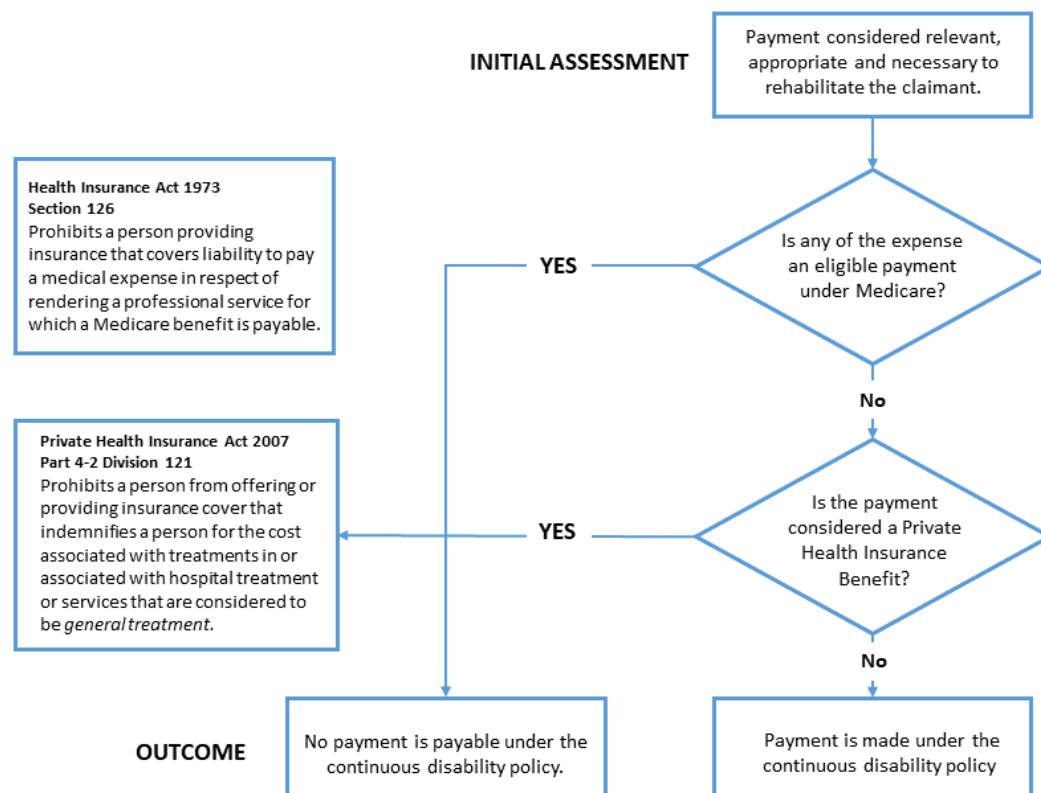 INITIAL ASSESSMENT
Payment considered relevant,
appropriate and necessary to
rehabilitate the claimant.
Health Insurance Act 1973
Section 126
Prohibits a person providing
insurance that covers liability to pay
a medical expense in respect of
rendering a professional service for
which a Medicare benefit is payable.
YES
Is any of the expense
an eligible payment
under Medicare?
No
Private Health Insurance Act 2007
Part 4-2 Division 121
Prohibits a person from offering or
providing insurance cover that
indemnifies a person for the cost
associated with treatments in or
associated with hospital treatment
or services that are considered to
be general treatment.
YES
Is the payment
considered a Private
Health Insurance
Benefit?
No
OUTCOME
No payment is payable under the
continuous disability policy.
Payment is made under the
continuous disability policy